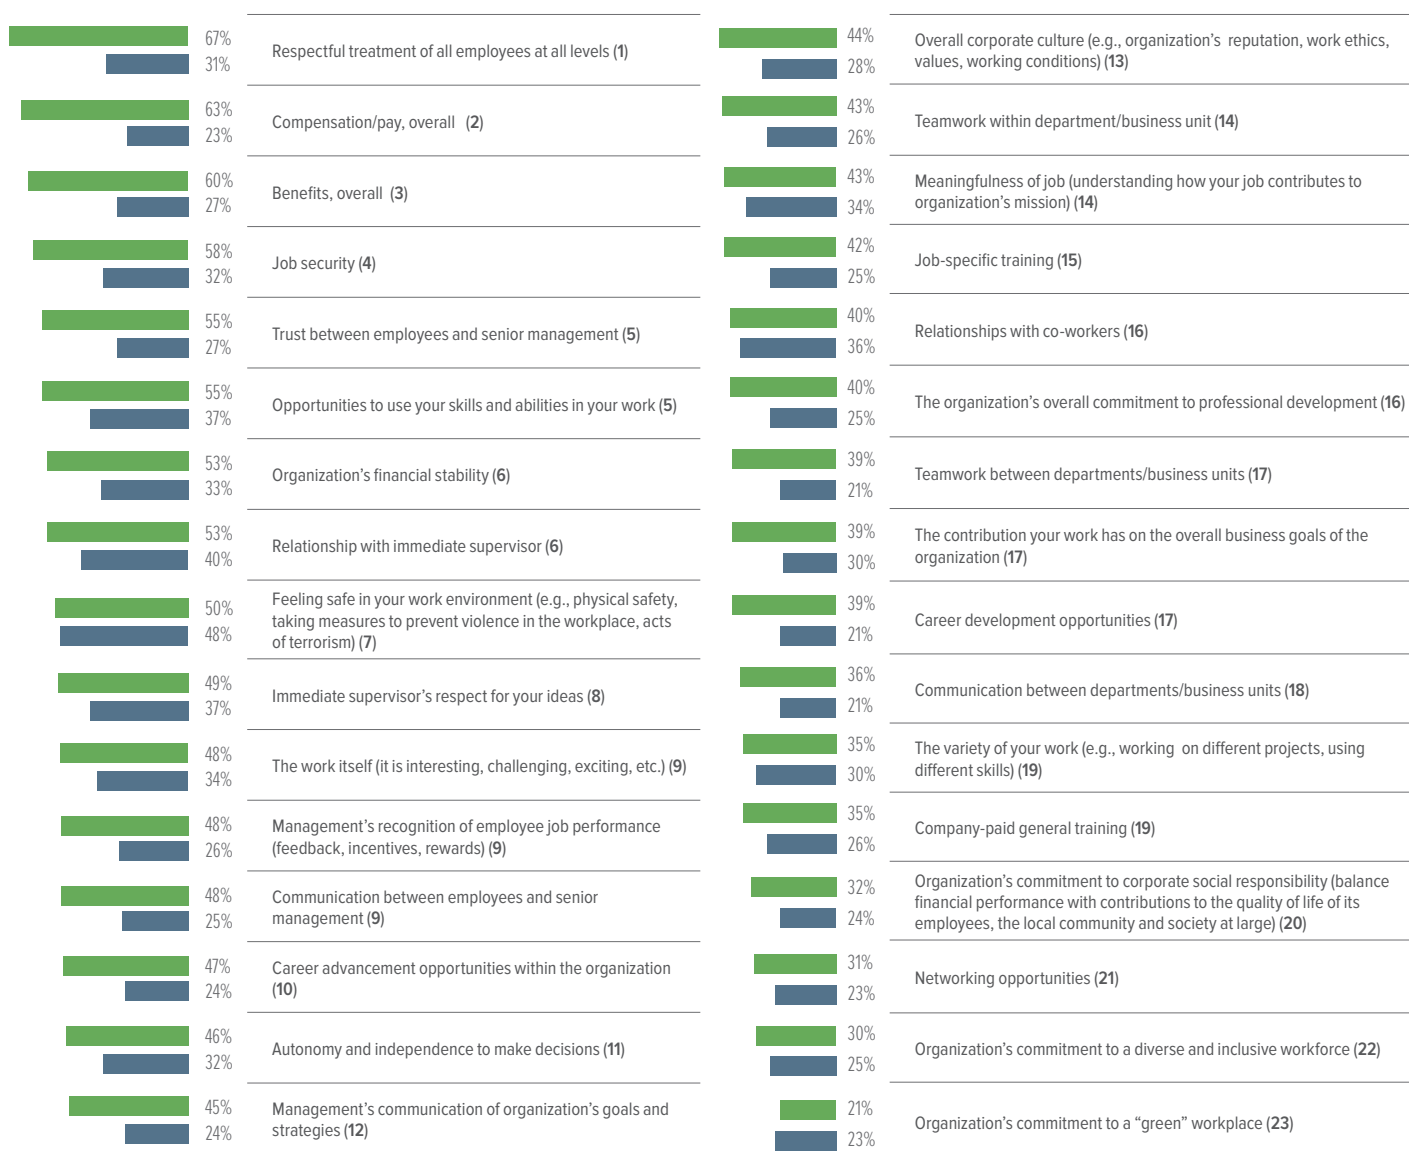 67%
31%
Respectful treatment of all employees at all levels (1)
63%
23%
Compensation/pay, overall (2)
60%
27%
Benefits, overall (3)
58%
32%
Job security (4)
55%
27%
Trust between employees and senior management (5)
55%
37%
Opportunities to use your skills and abilities in your work (5)
53%
33%
Organization's financial stability (6)
53%
40%
Relationship with immediate supervisor (6)
50%
48%
Feeling safe in your work environment (e.g., physical safety,
taking measures to prevent violence in the workplace, acts
of terrorism) (7)
49%
37%
Immediate supervisor's respect for your ideas (8)
48%
34%
The work itself (it is interesting, challenging, exciting, etc.) (9)
48%
26%
Management's recognition of employee job performance
(feedback, incentives, rewards) (9)
48%
25%
Communication between employees and senior
management (9)
47%
24%
Career advancement opportunities within the organization
(10)
46%
32%
Autonomy and independence to make decisions (11)
45%
24%
Management's communication of organization's goals and
strategies (12)
44%
28%
Overall corporate culture (e.g., organization's reputation, work ethics,
values, working conditions) (13)
43%
26%
Teamwork within department/business unit (14)
43%
34%
Meaningfulness of job (understanding how your job contributes to
organization's mission) (14)
42%
25%
Job-specific training (15)
40%
36%
Relationships with co-workers (16)
40%
25%
The organization's overall commitment to professional development (16)
39%
21%
Teamwork between departments/business units (17)
39%
30%
The contribution your work has on the overall business goals of the
organization (17)
39%
21%
Career development opportunities (17)
36%
21%
Communication between departments/business units (18)
35%
30%
The variety of your work (e.g., working on different projects, using
different skills) (19)
35%
26%
Company-paid general training (19)
32%
24%
Organization's commitment to corporate social responsibility (balance
financial performance with contributions to the quality of life of its
employees, the local community and society at large) (20)
31%
23%
Networking opportunities (21)
30%
25%
Organization's commitment to a diverse and inclusive workforce (22)
21%
23%
Organization's commitment to a “green” workplace (23)